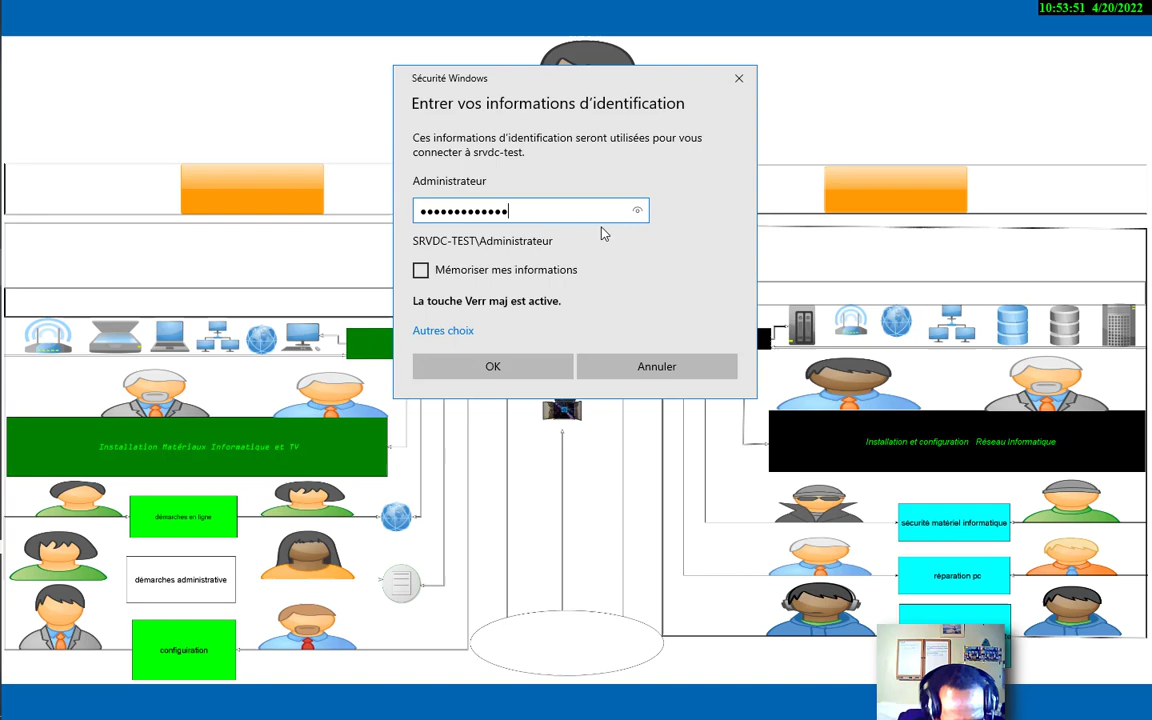 10:53:51 4/20/2022
Sécurité Windows
Entrer vos informations d'identification
Ces informations d'identification seront utilisées pour vous
connecter à srvdc-test.
Administrateur
●●●●●●●●●●●●●
SRVDC-TEST\Administrateur
Mémoriser mes informations
La touche Verr maj est active.
Autres choix
OK
Annuler
Installation Matériaux Informatique et TV
Installation et configuration Réseau Informatique
démarches en ligne
sécurité matériel informatique
démarches administrative
réparation pc
configuiration